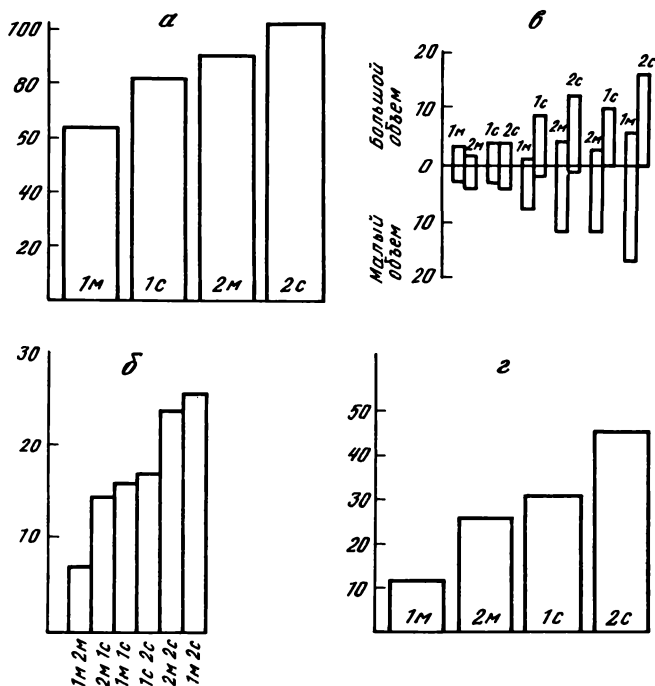 а
100
80
60
40
20
1м
1с
2м
2с
в
Большой
объем
Малый
объем
20
10
0
10
20
1м
2м
1с
2с
1м
1с
2м
2с
2м
1с
1м
2с
б
30
20
10
1м 2м
2м 1с
1м 1с
1с 2с
2м 2с
1м 2с
г
50
40
30
20
10
1м
2м
1с
2с